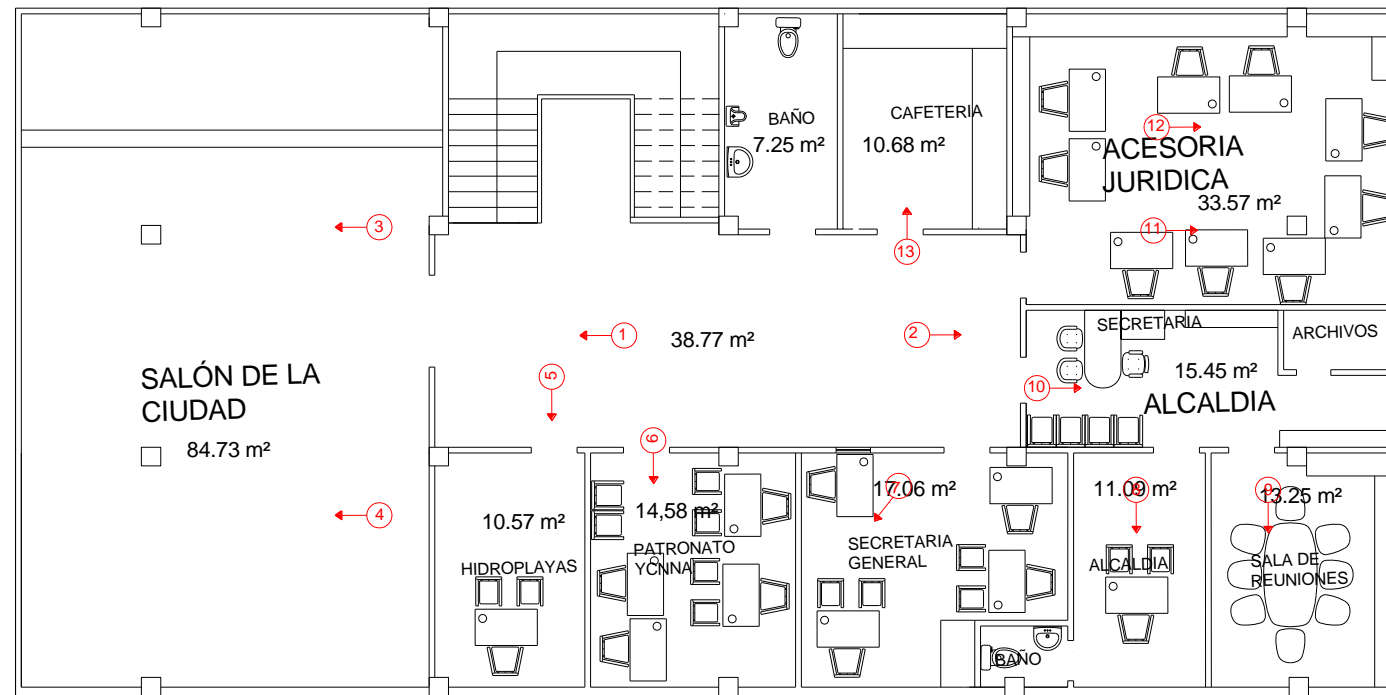 BAÑO
7.25 m²
CAFETERIA
10.68 m²
12
ACESORIA
JURIDICA
33.57 m²
3
11
13
1
38.77 m²
2
SECRETARIA
ARCHIVOS
15.45 m²
10
ALCALDIA
5
SALÓN DE LA
CIUDAD
84.73 m²
6
4
10.57 m²
HIDROPLAYAS
14,58 m²
PATRONATO
YCNNA
17.06 m²
7
SECRETARIA
GENERAL
BAÑO
11.09 m²
8
ALCALDIA
13.25 m²
9
SALA DE
REUNIONES